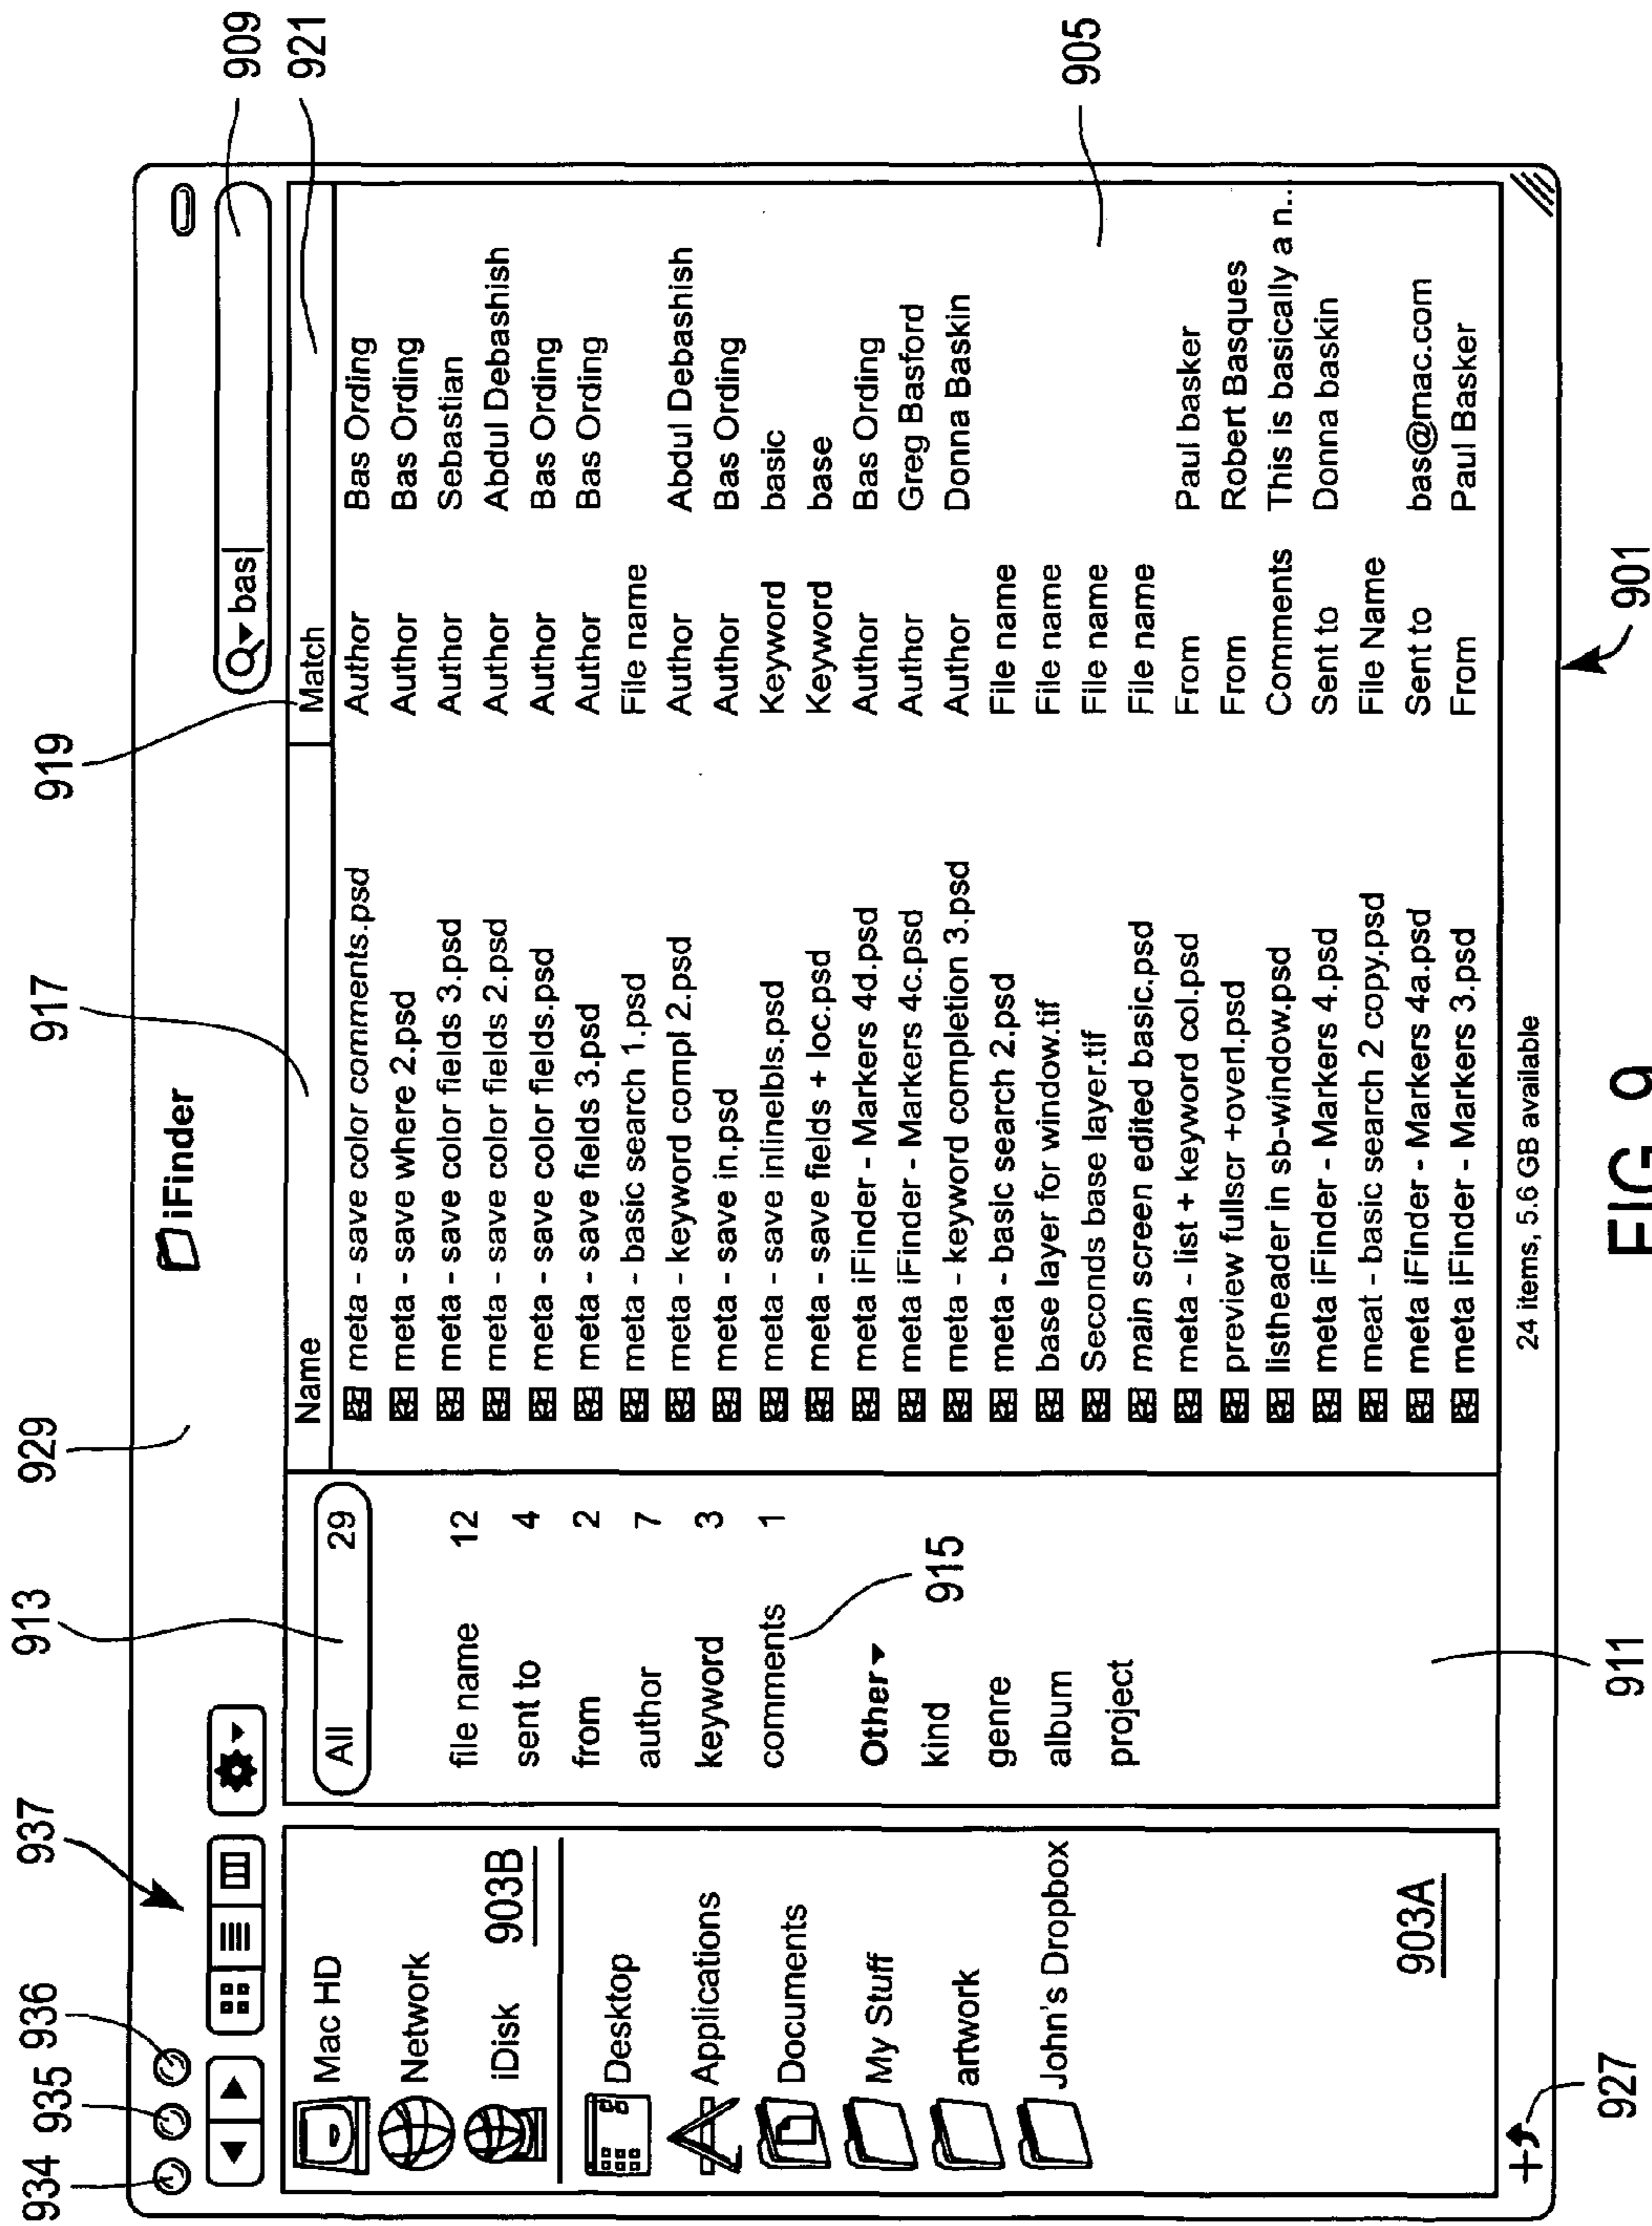 934
935
936
937
913
929
917
919
909
921
iFinder
bas
Mac HD
Network
iDisk
903B
Desktop
Applications
Documents
My Stuff
artwork
John's Dropbox
903A
All 29
file name 12
sent to 4
from 2
author 7
keyword 3
comments 1
915
Other
kind
genre
album
project
Name Match
meta - save color comments.psd Author Bas Ording
meta - save where 2.psd Author Bas Ording
meta - save color fields 3.psd Author Sebastian
meta - save color fields 2.psd Author Abdul Debashish
meta - save color fields.psd Author Bas Ording
meta - save fields 3.psd Author Bas Ording
meta - basic search 1.psd File name
meta - keyword compl 2.psd Author Abdul Debashish
meta - save in.psd Author Bas Ording
meta - save inlinelbls.psd Keyword basic
meta - save fields + loc.psd Keyword base
meta iFinder - Markers 4d.psd Author Bas Ording
meta iFinder - Markers 4c.psd Author Greg Basford
meta - keyword completion 3.psd Author Donna Baskin
meta - basic search 2.psd File name
base layer for window.tif File name
Seconds base layer.tif File name
main screen edited basic.psd File name
meta - list + keyword col.psd From Paul basker
preview fullscr +overl.psd From Robert Basques
listheader in sb-window.psd Comments This is basically a n..
meta iFinder - Markers 4.psd Sent to Donna baskin
meat - basic search 2 copy.psd File Name
meta iFinder - Markers 4a.psd Sent to bas@mac.com
meta iFinder - Markers 3.psd From Paul Basker
905
24 items, 5.6 GB available
927
911
901
FIG. 9